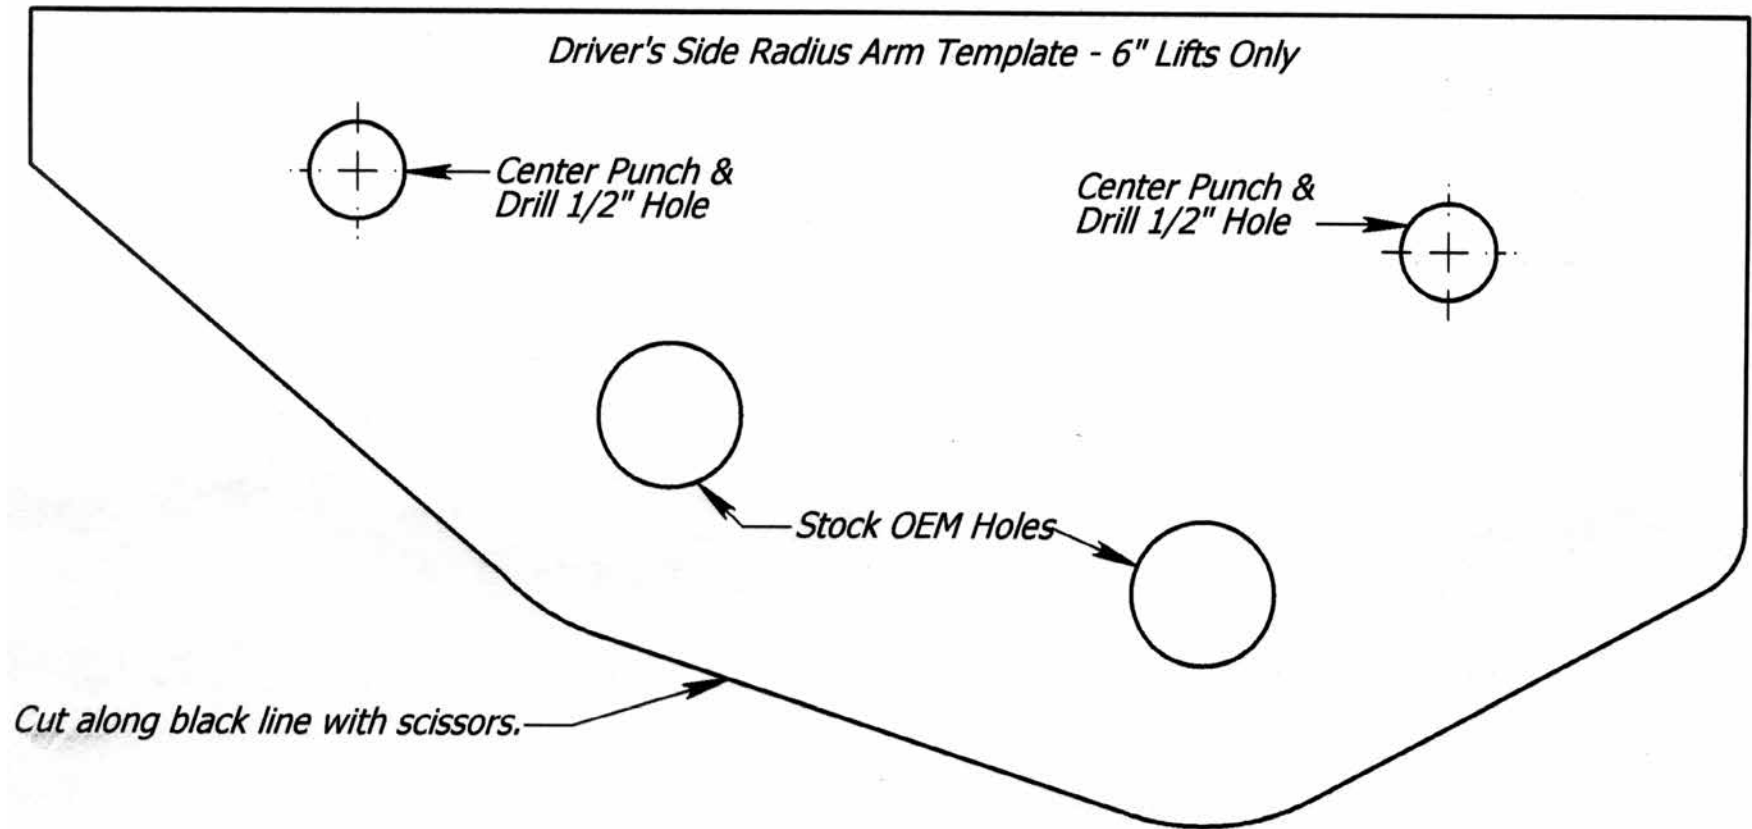 Driver's Side Radius Arm Template - 6" Lifts Only
Center Punch &
Drill 1/2" Hole
Center Punch &
Drill 1/2" Hole
Stock OEM Holes
Cut along black line with scissors.